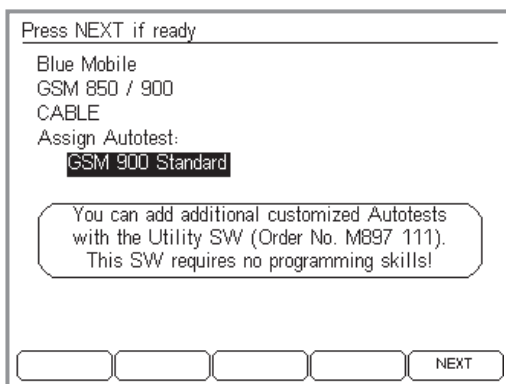 Press NEXT if ready
Blue Mobile
GSM 850 / 900
CABLE
Assign Autotest:
GSM 900 Standard
You can add additional customized Autotests
with the Utility SW (Order No. M897 111).
This SW requires no programming skills!
NEXT